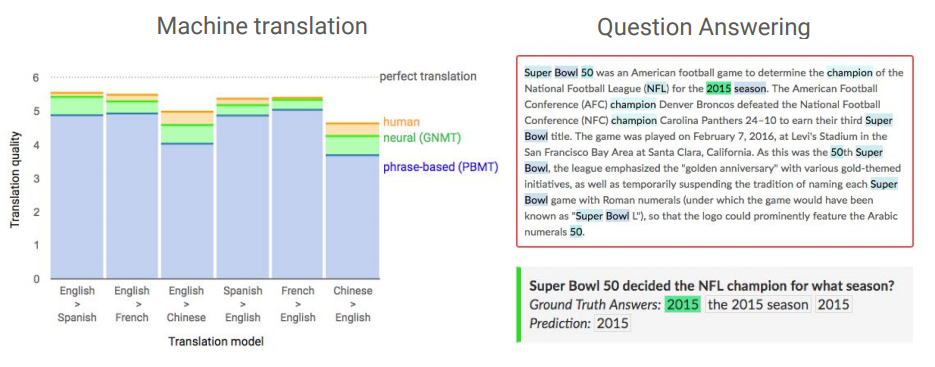 Machine translation
6
5
4
3
2
1
0
Translation quality
perfect translation
human
neural (GNMT)
phrase-based (PBMT)
English > Spanish
English > French
English > Chinese
Spanish > English
French > English
Chinese > English
Translation model
Question Answering
Super Bowl 50 was an American football game to determine the champion of the
National Football League (NFL) for the 2015 season. The American Football
Conference (AFC) champion Denver Broncos defeated the National Football
Conference (NFC) champion Carolina Panthers 24–10 to earn their third Super
Bowl title. The game was played on February 7, 2016, at Levi's Stadium in the
San Francisco Bay Area at Santa Clara, California. As this was the 50th Super
Bowl, the league emphasized the "golden anniversary" with various gold-themed
initiatives, as well as temporarily suspending the tradition of naming each Super
Bowl game with Roman numerals (under which the game would have been
known as "Super Bowl L"), so that the logo could prominently feature the Arabic
numerals 50.
Super Bowl 50 decided the NFL champion for what season?
Ground Truth Answers: 2015 the 2015 season 2015
Prediction: 2015